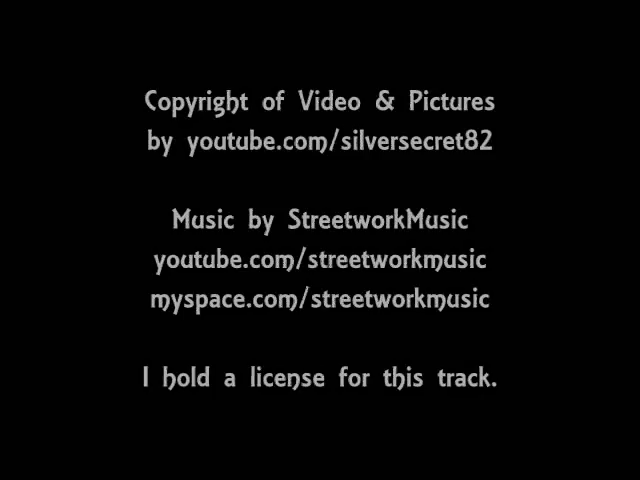 Copyright of Video & Pictures
by youtube.com/silversecret82
Music by StreetworkMusic
youtube.com/streetworkmusic
myspace.com/streetworkmusic
I hold a license for this track.